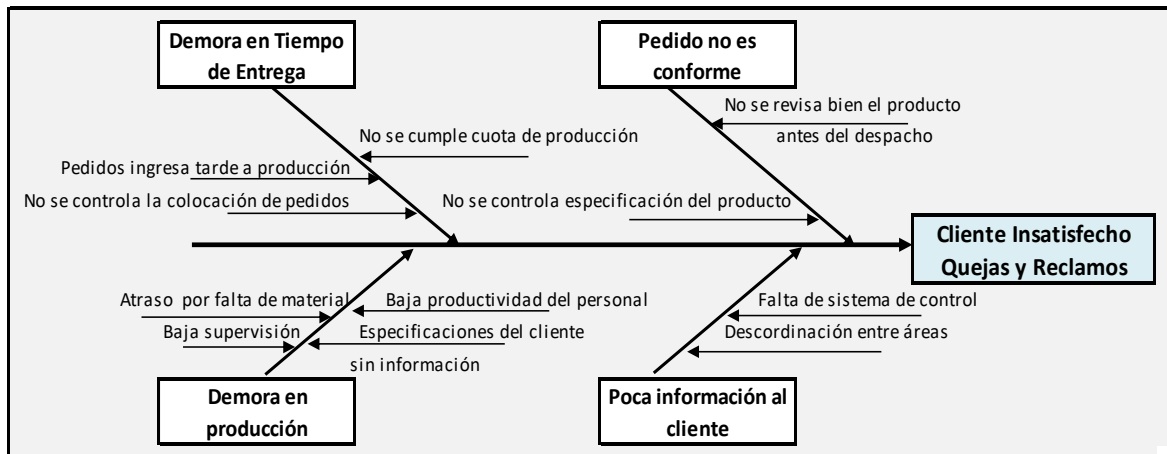 Demora en Tiempo
de Entrega
Pedido no es
conforme
No se revisa bien el producto
antes del despacho
No se cumple cuota de producción
Pedidos ingresa tarde a producción
No se controla la colocación de pedidos
No se controla especificación del producto
Cliente Insatisfecho
Quejas y Reclamos
Atraso por falta de material
Baja productividad del personal
Baja supervisión
Especificaciones del cliente
sin información
Falta de sistema de control
Descordinación entre áreas
Demora en
producción
Poca información al
cliente